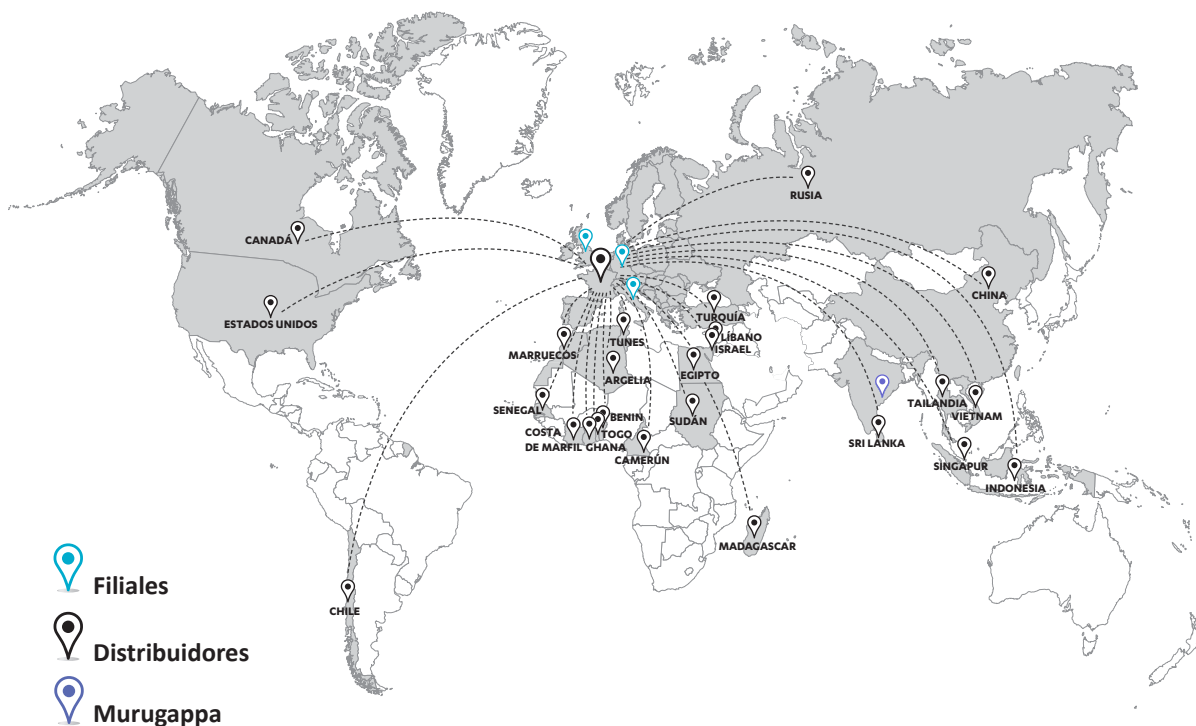 RUSIA
CANADÁ
CHINA
ESTADOS UNIDOS
TURQUÍA
LÍBANO
ISRAEL
TUNES
MARRUECOS
EGIPTO
ARGELIA
TAILANDIA
VIETNAM
SENEGAL
BENIN
SUDÁN
COSTA
DE MARFIL
GHANA
TOGO
CAMERÚN
SRI LANKA
SINGAPUR
INDONESIA
MADAGASCAR
CHILE
Filiales
Distribuidores
Murugappa